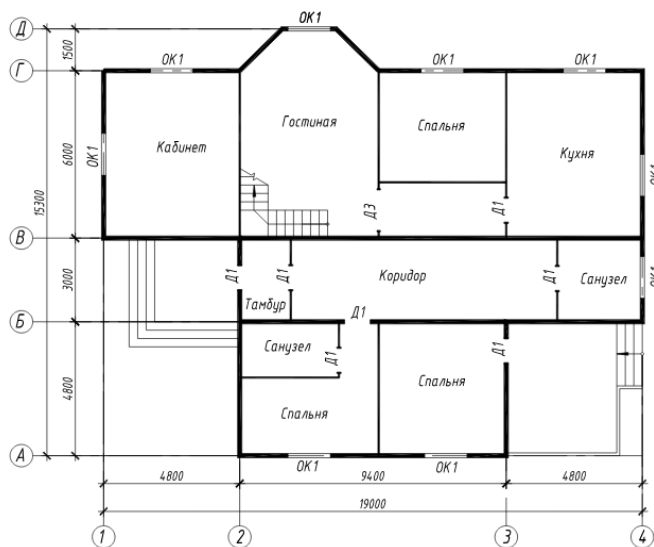 ОК1
Д
1500
ОК1
ОК1
ОК1
Г
Гостиная
Спальня
Кабинет
Кухня
ОК1
6000
15300
ОК1
Д3
Д1
В
Д1
Д1
Коридор
Д1
Санузел
ОК1
3000
Тамбур
Д1
Б
Санузел
Д1
Д1
4800
Спальня
Спальня
А
ОК1
ОК1
4800
9400
4800
19000
1
2
3
4